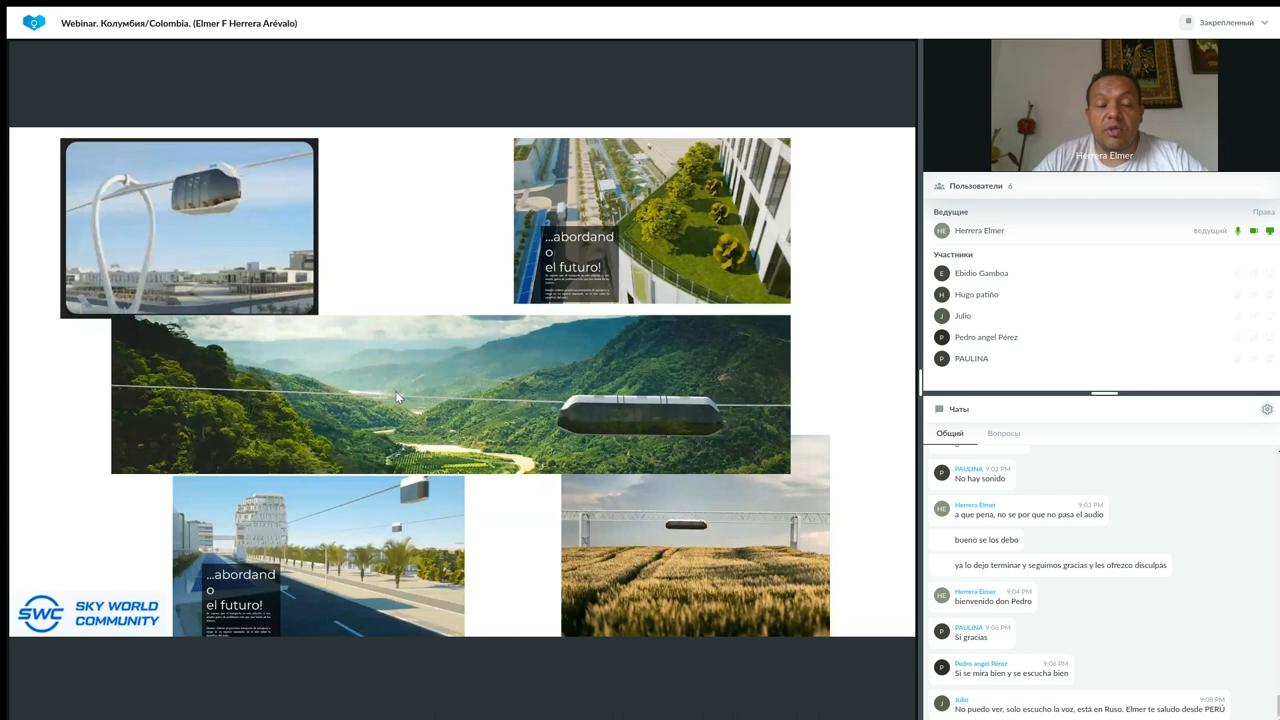 Webinar. Колумбия/Colombia. (Elmer F Herrera Arévalo)
Закрепленный
...abordand
o
el futuro!
...abordand
o
el futuro!
SWC SKY WORLD
COMMUNITY
Herrera Elmer
Пользователи 6
Ведущие Права
HE Herrera Elmer ведущий
Участники
E Ebidio Gamboa
H Hugo patiño
J Julio
P Pedro angel Pérez
P PAULINA
Чаты
Общий Вопросы
P PAULINA 9:02 PM
No hay sonido
HE Herrera Elmer 9:03 PM
a que pena, no se por que no pasa el audio
bueno se los debo
ya lo dejo terminar y seguimos gracias y les ofrezco disculpas
HE Herrera Elmer 9:04 PM
bienvenido don Pedro
P PAULINA 9:06 PM
Si gracias
P Pedro angel Pérez 9:06 PM
Si se mira bien y se escucha bien
J Julio 9:08 PM
No puedo ver, solo escucho la voz, está en Ruso. Elmer te saludo desde PERÚ